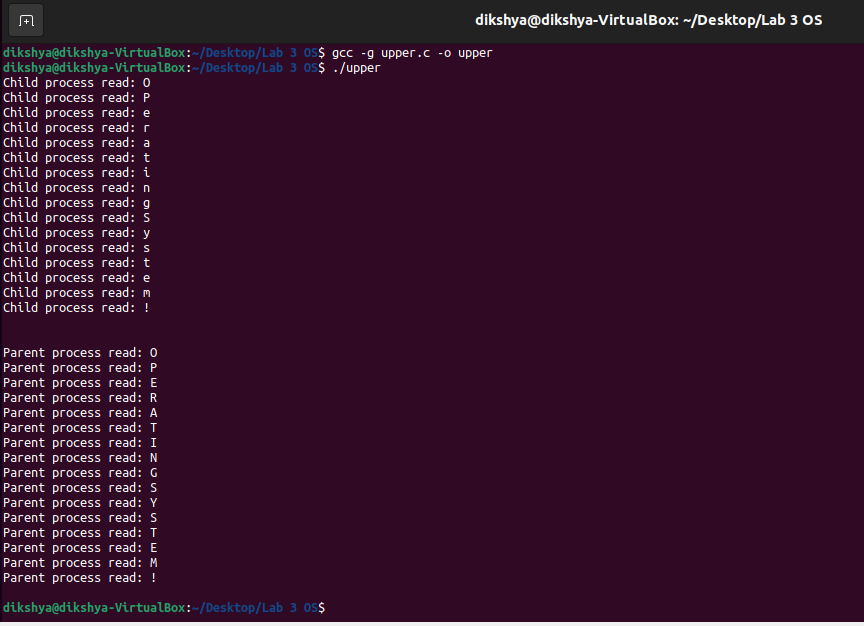 dikshya@dikshya-VirtualBox: ~/Desktop/Lab 3 OS
dikshya@dikshya-VirtualBox:~/Desktop/Lab 3 OS$ gcc -g upper.c -o upper
dikshya@dikshya-VirtualBox:~/Desktop/Lab 3 OS$ ./upper
Child process read: O
Child process read: P
Child process read: e
Child process read: r
Child process read: a
Child process read: t
Child process read: i
Child process read: n
Child process read: g
Child process read: S
Child process read: y
Child process read: s
Child process read: t
Child process read: e
Child process read: m
Child process read: !
Parent process read: O
Parent process read: P
Parent process read: E
Parent process read: R
Parent process read: A
Parent process read: T
Parent process read: I
Parent process read: N
Parent process read: G
Parent process read: S
Parent process read: Y
Parent process read: S
Parent process read: T
Parent process read: E
Parent process read: M
Parent process read: !
dikshya@dikshya-VirtualBox:~/Desktop/Lab 3 OS$